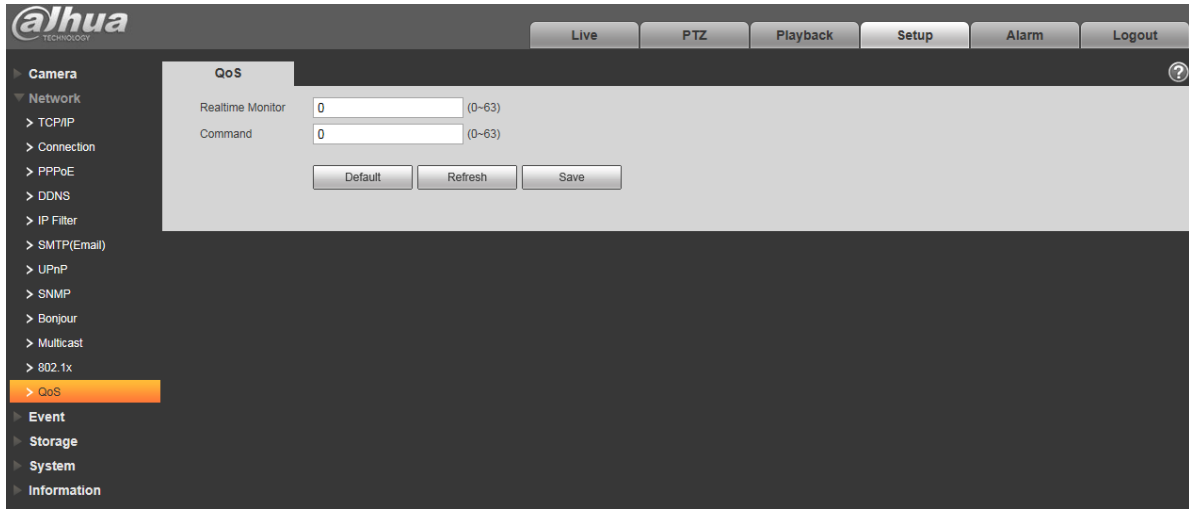 alhua
TECHNOLOGY
Live PTZ Playback Setup Alarm Logout
Camera
Network
> TCP/IP
> Connection
> PPPoE
> DDNS
> IP Filter
> SMTP(Email)
> UPnP
> SNMP
> Bonjour
> Multicast
> 802.1x
> QoS
Event
Storage
System
Information
QoS
?
Realtime Monitor 0 (0~63)
Command 0 (0~63)
Default Refresh Save